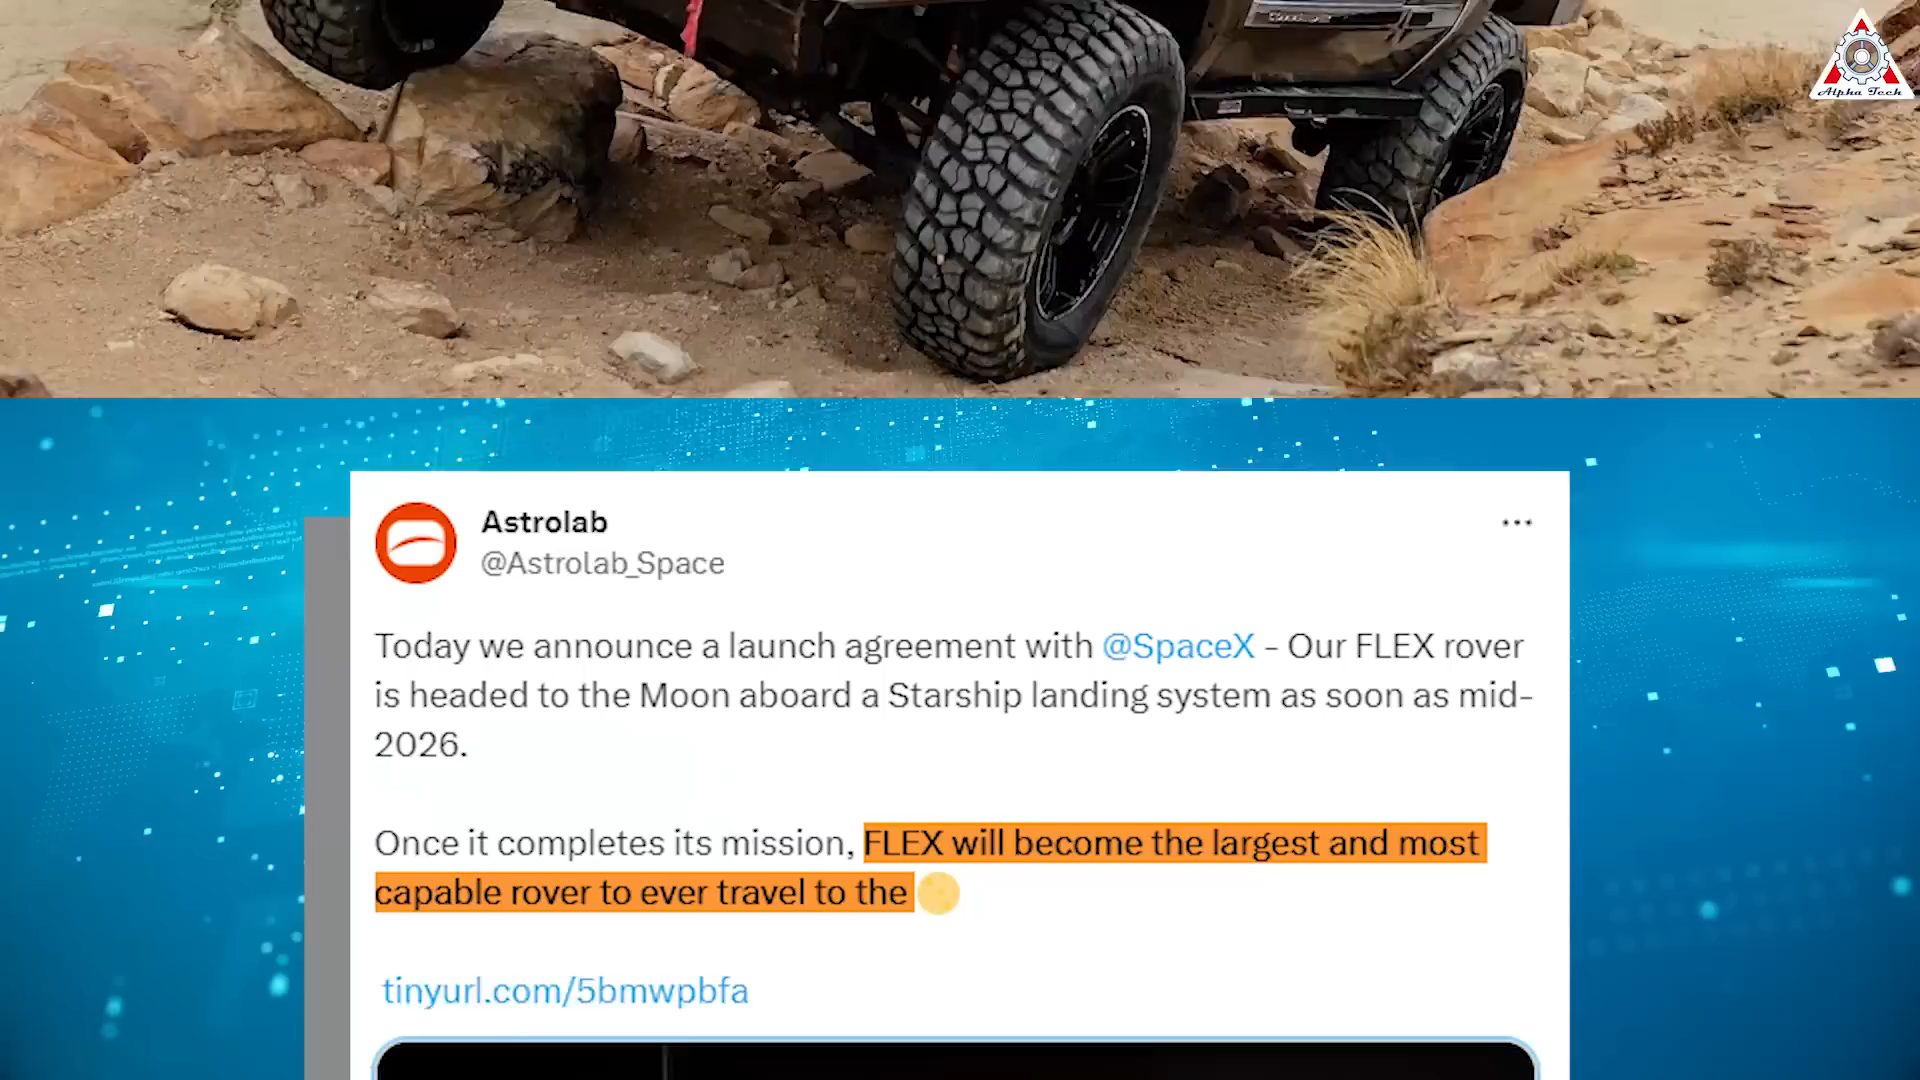 Alpha Tech
Astrolab
@Astrolab_Space
Today we announce a launch agreement with @SpaceX - Our FLEX rover
is headed to the Moon aboard a Starship landing system as soon as mid-
2026.
Once it completes its mission, FLEX will become the largest and most
capable rover to ever travel to the 🌕
tinyurl.com/5bmwpbfa